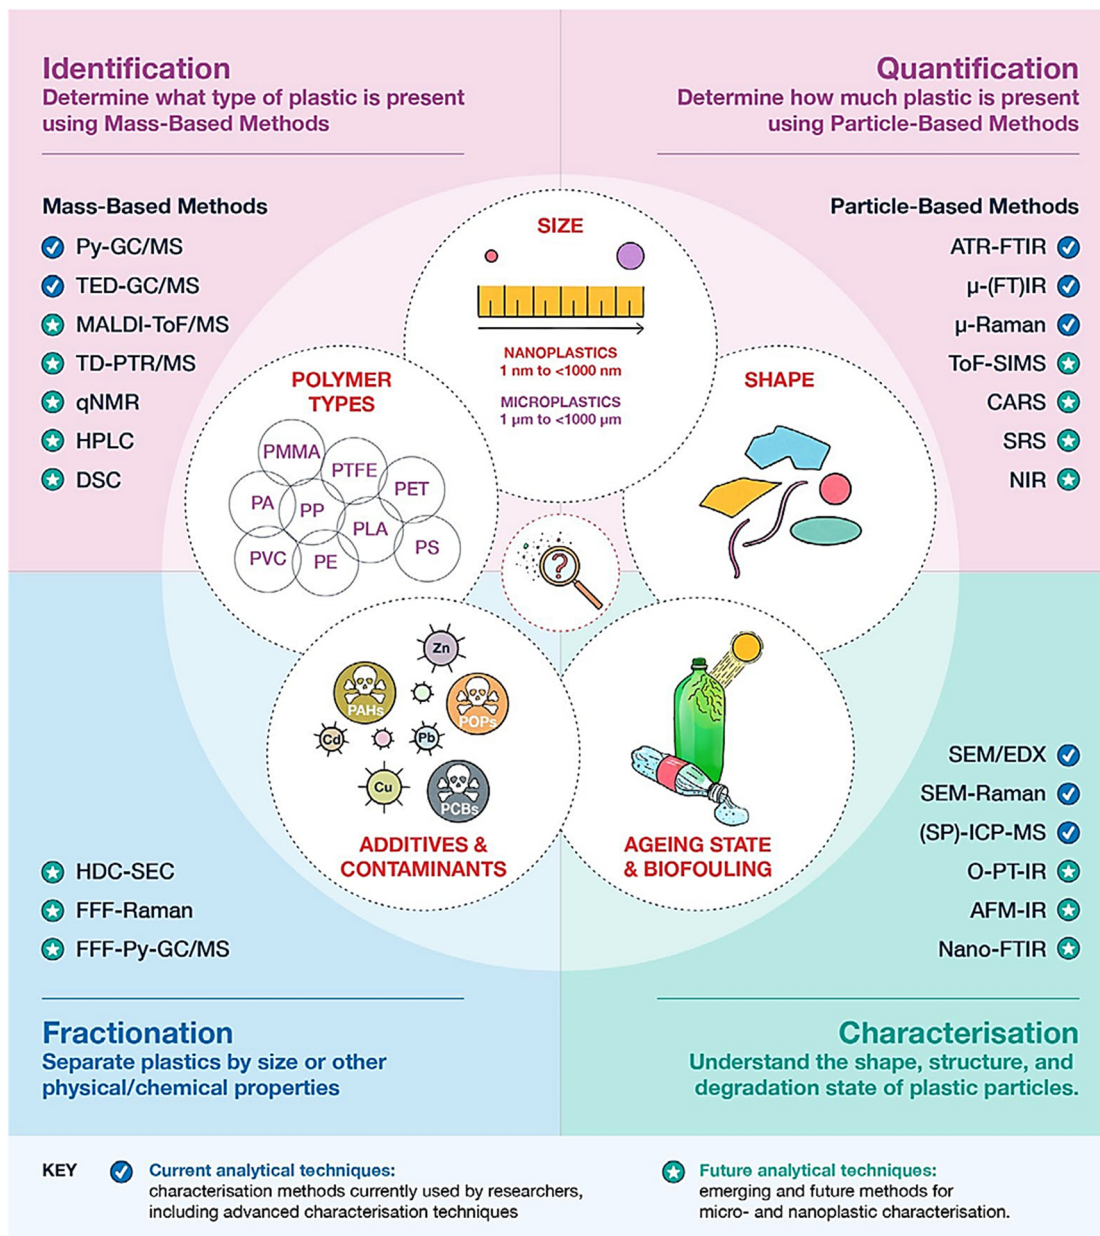 Identification
Determine what type of plastic is present
using Mass-Based Methods
Quantification
Determine how much plastic is present
using Particle-Based Methods
Mass-Based Methods
Py-GC/MS
TED-GC/MS
MALDI-ToF/MS
TD-PTR/MS
qNMR
HPLC
DSC
Particle-Based Methods
ATR-FTIR
µ-(FT)IR
µ-Raman
ToF-SIMS
CARS
SRS
NIR
SIZE
NANOPLASTICS
1 nm to <1000 nm
MICROPLASTICS
1 µm to <1000 µm
POLYMER
TYPES
PMMA
PTFE
PET
PA
PP
PLA
PS
PVC
PE
SHAPE
?
Zn
PAHs
POPs
Cd
Pb
Cu
PCBs
ADDITIVES &
CONTAMINANTS
AGEING STATE
& BIOFOULING
HDC-SEC
FFF-Raman
FFF-Py-GC/MS
SEM/EDX
SEM-Raman
(SP)-ICP-MS
O-PT-IR
AFM-IR
Nano-FTIR
Fractionation
Separate plastics by size or other
physical/chemical properties
Characterisation
Understand the shape, structure, and
degradation state of plastic particles.
KEY
Current analytical techniques:
characterisation methods currently used by researchers,
including advanced characterisation techniques
Future analytical techniques:
emerging and future methods for
micro- and nanoplastic characterisation.